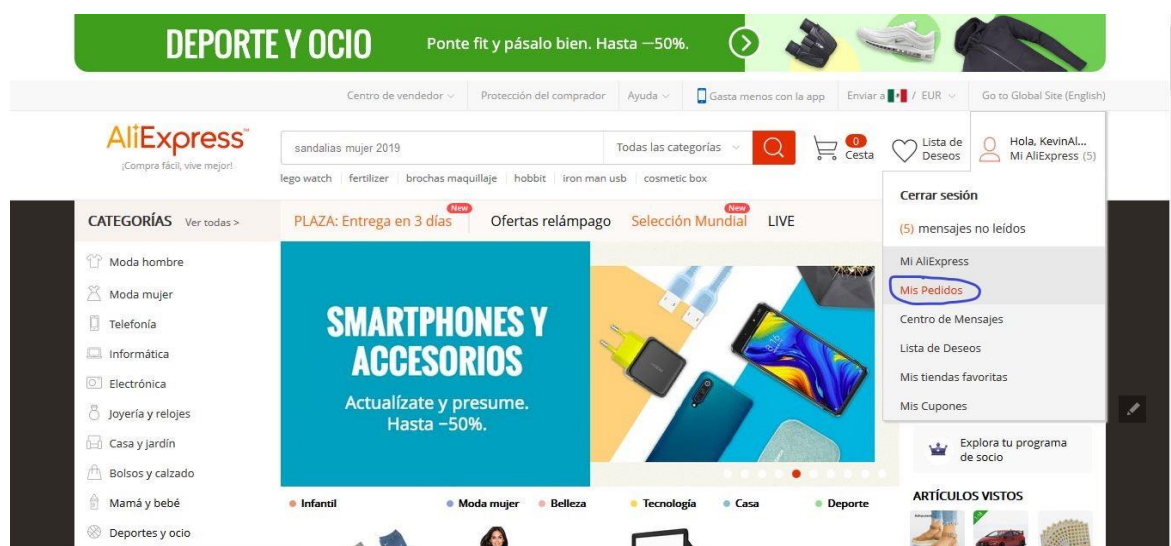 DEPORTE Y OCIO
Ponte fit y pásalo bien. Hasta −50%.
Centro de vendedor
Protección del comprador
Ayuda
Gasta menos con la app
Enviar a / EUR
Go to Global Site (English)
AliExpress™
¡Compra fácil, vive mejor!
sandalias mujer 2019
Todas las categorías
0
Cesta
Lista de
Deseos
Hola, KevinAl...
Mi AliExpress (5)
lego watch
fertilizer
brochas maquillaje
hobbit
iron man usb
cosmetic box
Cerrar sesión
(5) mensajes no leídos
Mi AliExpress
Mis Pedidos
Centro de Mensajes
Lista de Deseos
Mis tiendas favoritas
Mis Cupones
CATEGORÍAS Ver todas >
PLAZA: Entrega en 3 días
New
Ofertas relámpago
Selección Mundial
New
LIVE
Moda hombre
Moda mujer
Telefonía
Informática
Electrónica
Joyería y relojes
Casa y jardín
Bolsos y calzado
Mamá y bebé
Deportes y ocio
SMARTPHONES Y
ACCESORIOS
Actualízate y presume.
Hasta −50%.
Explora tu programa
de socio
ARTÍCULOS VISTOS
Infantil
Moda mujer
Belleza
Tecnología
Casa
Deporte